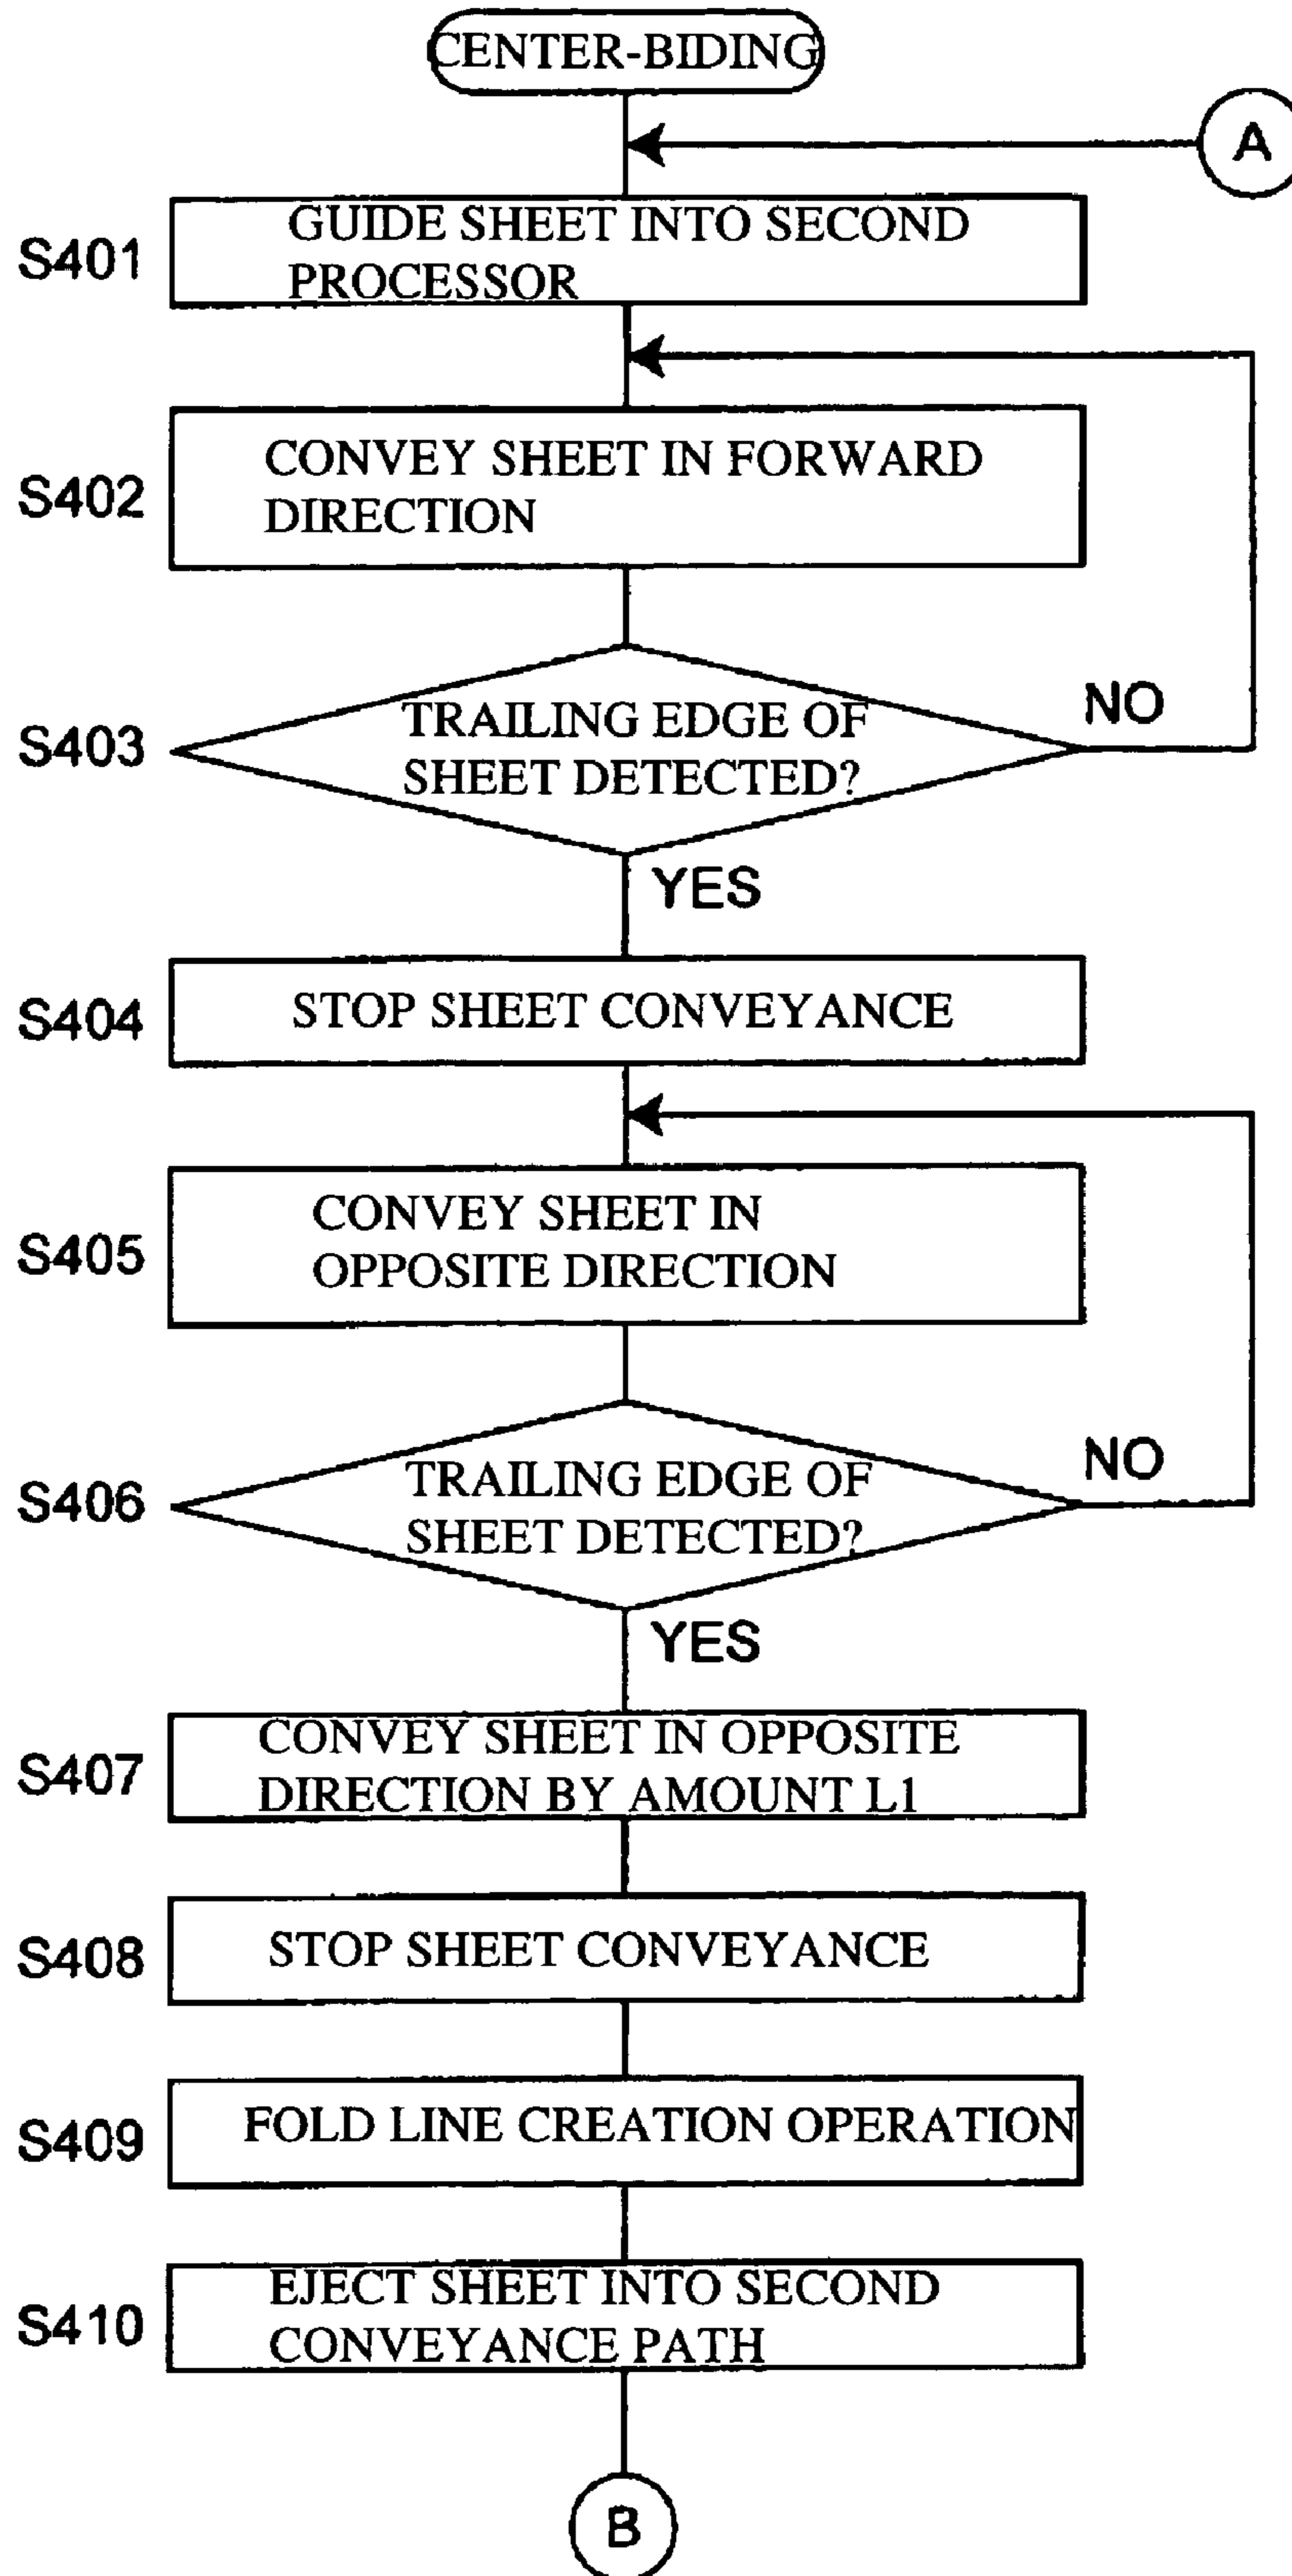 CENTER-BIDING
A
S401
GUIDE SHEET INTO SECOND
PROCESSOR
S402
CONVEY SHEET IN FORWARD
DIRECTION
S403
TRAILING EDGE OF
SHEET DETECTED?
NO
YES
S404
STOP SHEET CONVEYANCE
S405
CONVEY SHEET IN
OPPOSITE DIRECTION
S406
TRAILING EDGE OF
SHEET DETECTED?
NO
YES
S407
CONVEY SHEET IN OPPOSITE
DIRECTION BY AMOUNT L1
S408
STOP SHEET CONVEYANCE
S409
FOLD LINE CREATION OPERATION
S410
EJECT SHEET INTO SECOND
CONVEYANCE PATH
B